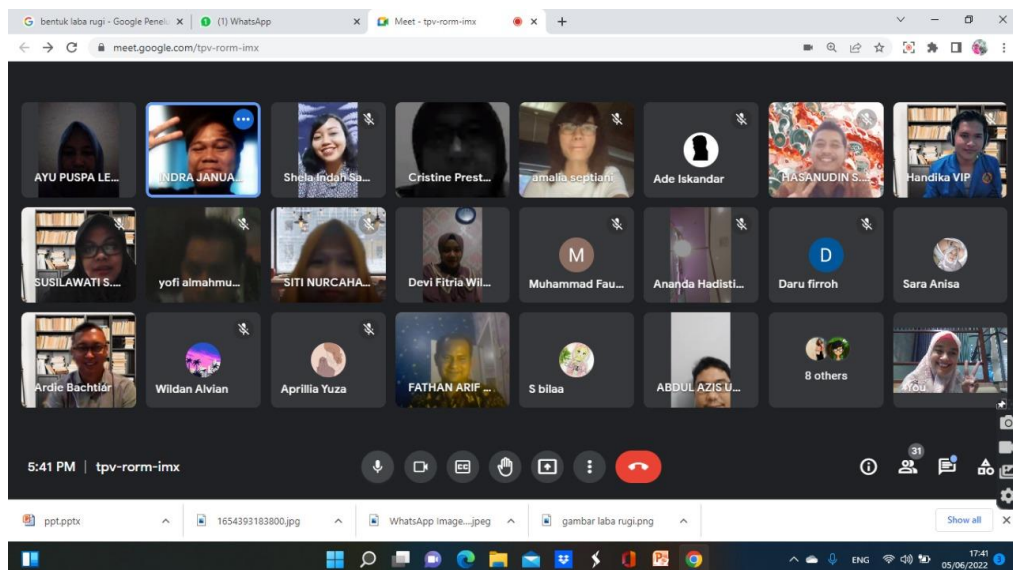 bentuk laba rugi - Google Penel
(1) WhatsApp
Meet - tpv-rorm-imx
meet.google.com/tpv-rorm-imx
AYU PUSPA LE...
INDRA JANUA...
Shela Indah Sa...
Cristine Prest...
amalia septiani
Ade Iskandar
HASANUDIN S...
Handika VIP
SUSILAWATI S....
yofi almahmu...
SITI NURCAHA...
Devi Fitria Wil...
M
Muhammad Fau...
Ananda Hadisti...
D
Daru firroh
Sara Anisa
Ardie Bachtiar
Wildan Alvian
Aprillia Yuza
FATHAN ARIF ...
S bilaa
ABDUL AZIS U...
8 others
You
5:41 PM | tpv-rorm-imx
CC
31
ppt.pptx
1654393183800.jpg
WhatsApp Image....jpeg
gambar laba rugi.png
Show all
ENG
17:41
05/06/2022
3